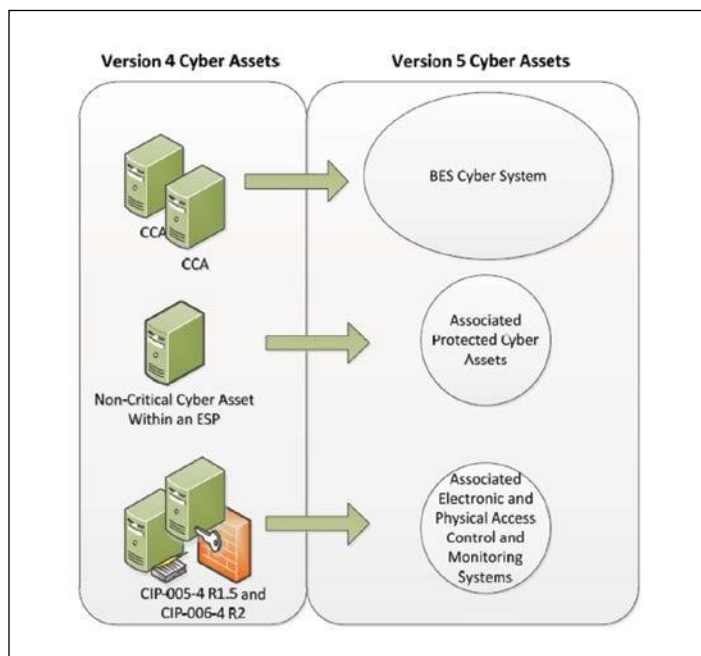 Version 4 Cyber Assets
Version 5 Cyber Assets
CCA
CCA
BES Cyber System
Non-Critical Cyber Asset
Within an ESP
Associated
Protected Cyber
Assets
CIP-005-4 R1.5 and
CIP-006-4 R2
Associated
Electronic and
Physical Access
Control and
Monitoring
Systems